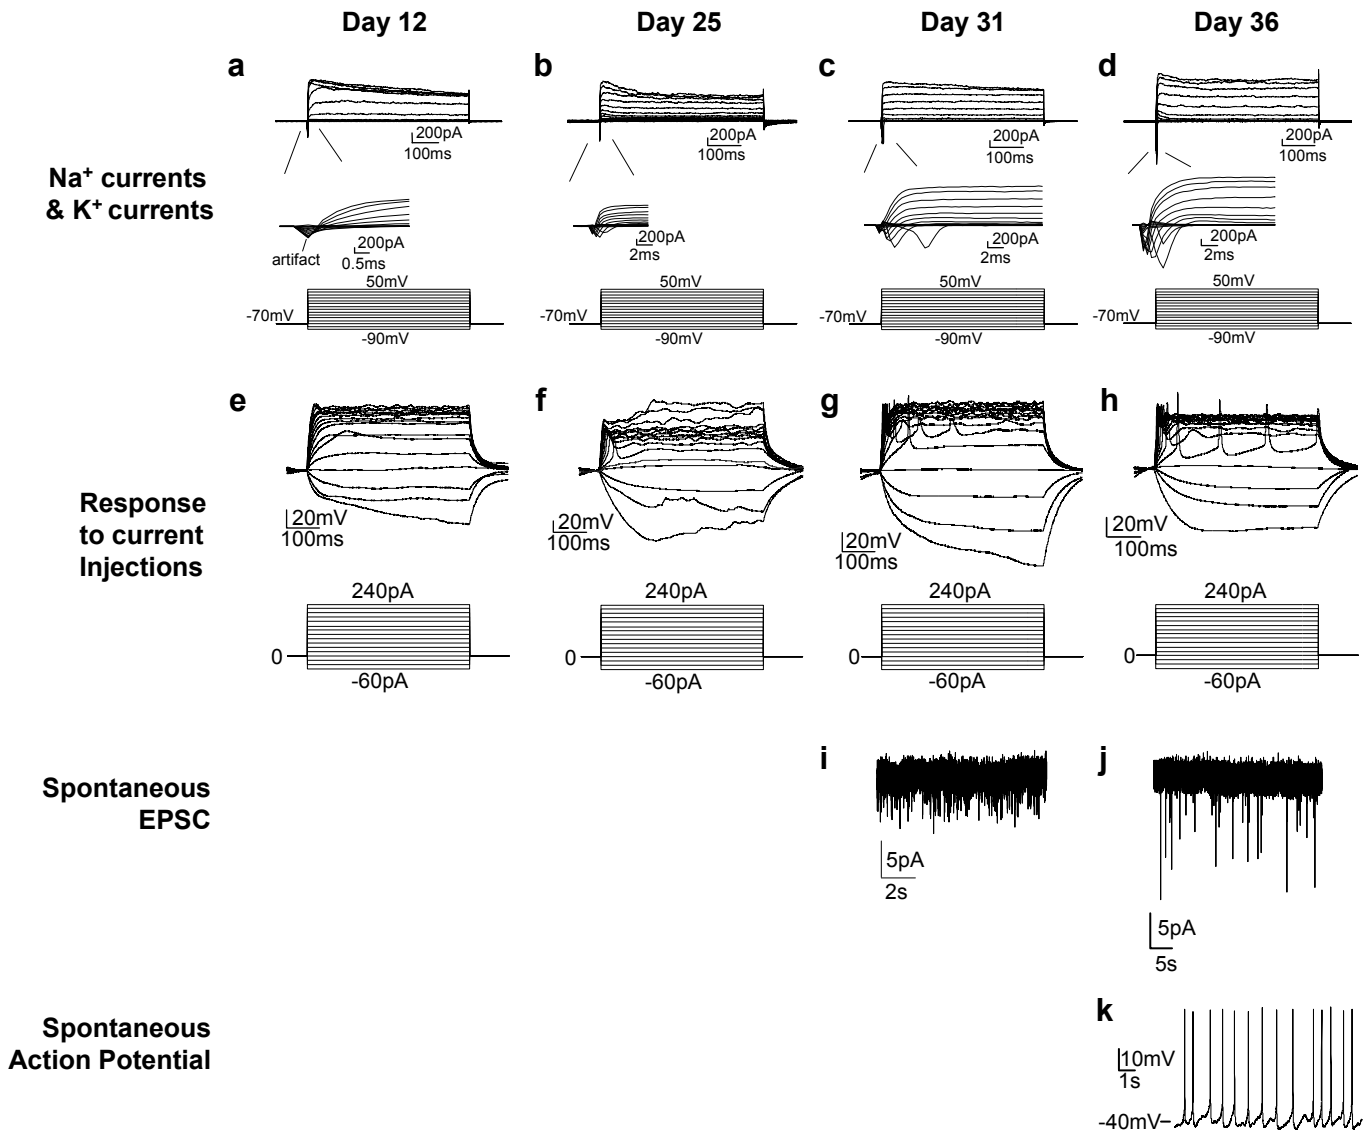 Day 12 Day 25 Day 31 Day 36
a b c d
Na⁺ currents
& K⁺ currents
200pA 200pA 200pA 200pA
100ms 100ms 100ms 100ms
artifact
200pA 200pA 200pA 200pA
0.5ms 2ms 2ms 2ms
50mV 50mV 50mV 50mV
-70mV -70mV -70mV -70mV
-90mV -90mV -90mV -90mV
e f g h
Response
to current
Injections
20mV 20mV 20mV 20mV
100ms 100ms 100ms 100ms
240pA 240pA 240pA 240pA
0 0 0 0
-60pA -60pA -60pA -60pA
i j
Spontaneous
EPSC
5pA 5pA
2s 5s
k
Spontaneous
Action Potential
10mV
1s
-40mV